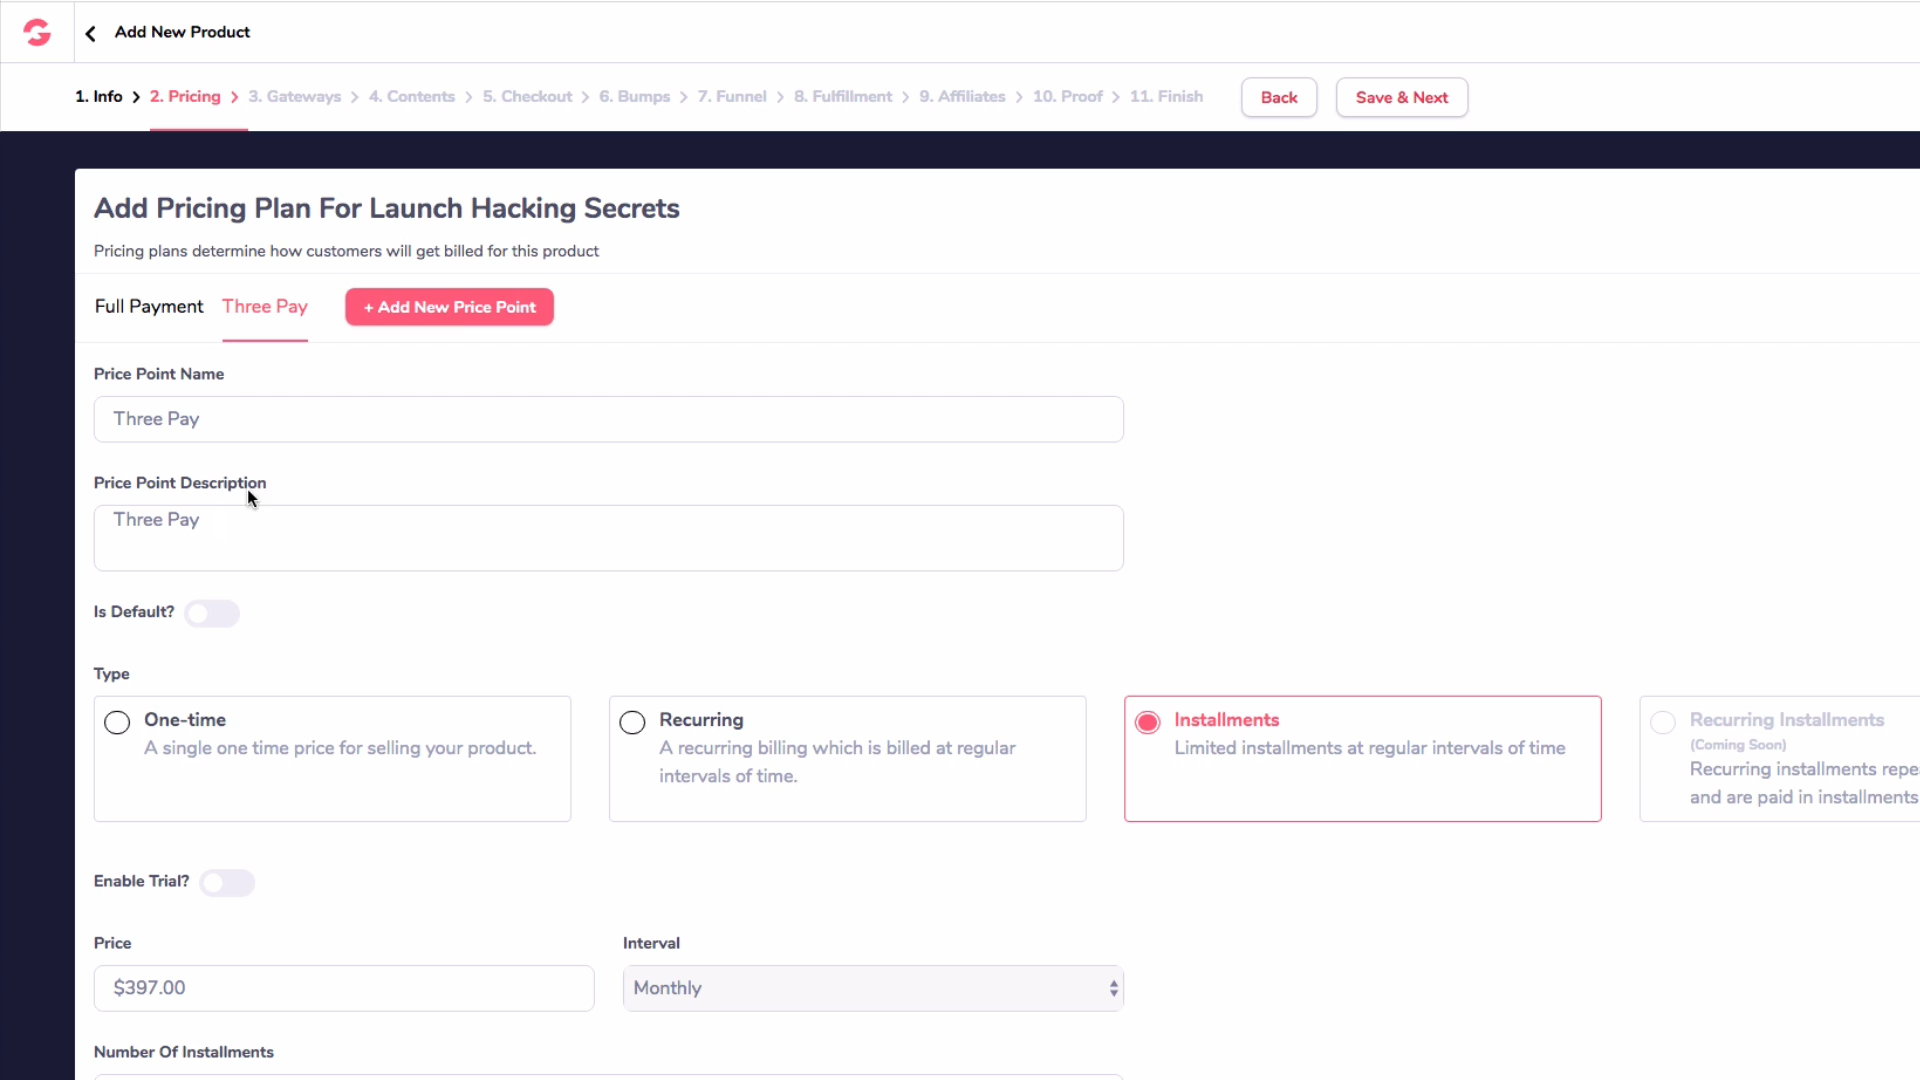 Add New Product
1. Info > 2. Pricing > 3. Gateways > 4. Contents > 5. Checkout > 6. Bumps > 7. Funnel > 8. Fulfillment > 9. Affiliates > 10. Proof > 11. Finish Back Save & Next
Add Pricing Plan For Launch Hacking Secrets
Pricing plans determine how customers will get billed for this product
Full Payment Three Pay + Add New Price Point
Price Point Name
Three Pay
Price Point Description
Three Pay
Is Default?
Type
One-time
A single one time price for selling your product.
Recurring
A recurring billing which is billed at regular
intervals of time.
Installments
Limited installments at regular intervals of time
Recurring Installments
(Coming Soon)
Recurring installments
and are paid in installments
Enable Trial?
Price
$397.00
Interval
Monthly
Number Of Installments